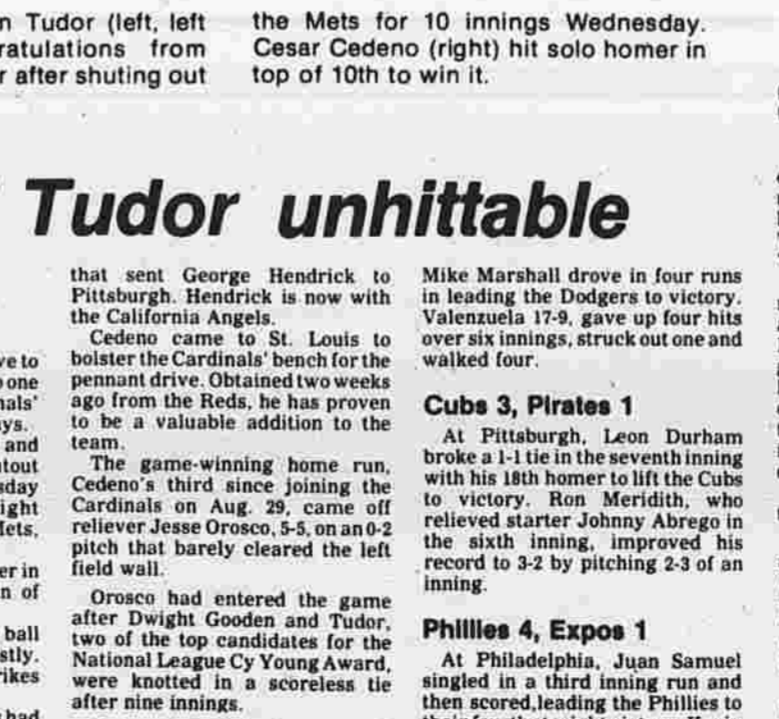 n Tudor (left, left
ratulations from
r after shuting out
the Mets for 10 innings Wednesday.
Cesar Cedeno (right) hit solo homer in
top of 10th to win it.
Tudor unhittable
ve to
one
nals'
ys.
and
tout
sday
ight
Mets,
er in
n of
ball
stly.
rikes
had
that sent George Hendrick to
Pittsburgh. Hendrick is now with
the California Angels.
Cedeno came to St. Louis to
bolster the Cardinals' bench for the
pennant drive. Obtained two weeks
ago from the Reds, he has proven
to be a valuable addition to the
team.
The game-winning home run,
Cedeno's third since joining the
Cardinals on Aug. 29, came off
reliever Jesse Orosco, 5-5, on an 0-2
pitch that barely cleared the left
field wall.
Orosco had entered the game
after Dwight Gooden and Tudor,
two of the top candidates for the
National League Cy Young Award,
were knotted in a scoreless tie
after nine innings.
Mike Marshall drove in four runs
in leading the Dodgers to victory.
Valenzuela 17-9, gave up four hits
over six innings, struck out one and
walked four.
Cubs 3, Pirates 1
At Pittsburgh, Leon Durham
broke a 1-1 tie in the seventh inning
with his 18th homer to lift the Cubs
to victory. Ron Meridith, who
relieved starter Johnny Abrego in
the sixth inning, improved his
record to 3-2 by pitching 2-3 of an
inning.
Phillies 4, Expos 1
At Philadelphia, Juan Samuel
singled in a third inning run and
then scored,leading the Phillies to